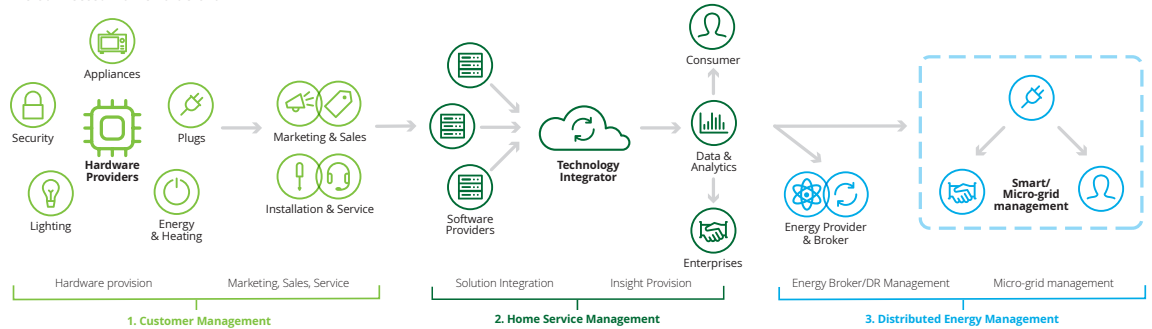 Consumer
Appliances
Security
Hardware
Providers
Plugs
Marketing & Sales
Technology
Integrator
Data &
Analytics
Smart/
Micro-grid
management
Lighting
Energy
& Heating
Installation & Service
Software
Providers
Energy Provider
& Broker
Enterprises
Hardware provision
Marketing, Sales, Service
Solution Integration
Insight Provision
Energy Broker/DR Management
Micro-grid management
1. Customer Management
2. Home Service Management
3. Distributed Energy Management